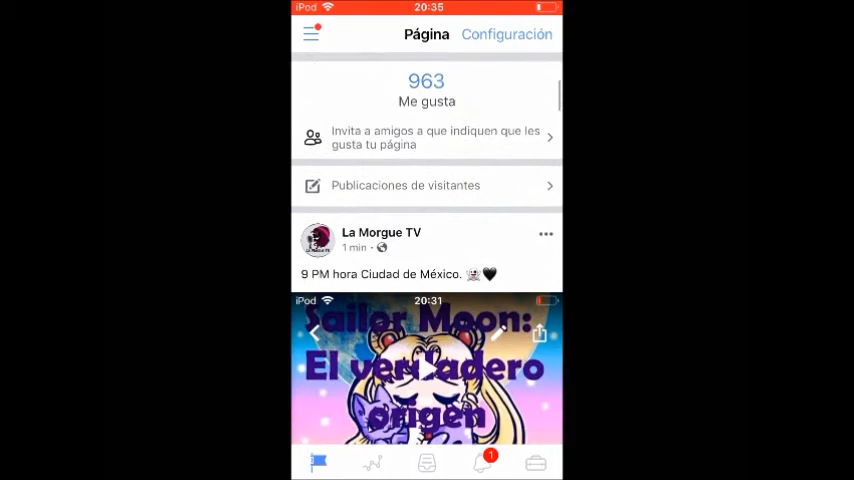 iPod 20:35
Página Configuración
963
Me gusta
Invita a amigos a que indiquen que les
gusta tu página
Publicaciones de visitantes
La Morgue TV
1 min ·
9 PM hora Ciudad de México. 👻🖤
iPod 20:31
Sailor Moon:
El verdadero
origen
1